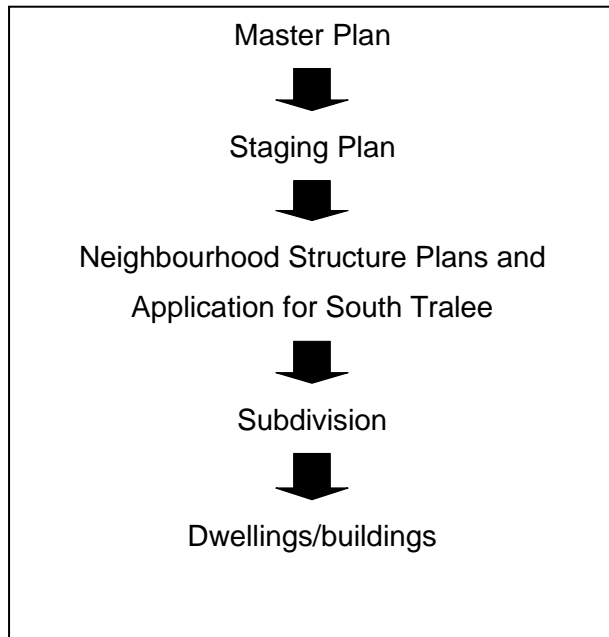 Master Plan
Staging Plan
Neighbourhood Structure Plans and
Application for South Tralee
Subdivision
Dwellings/buildings